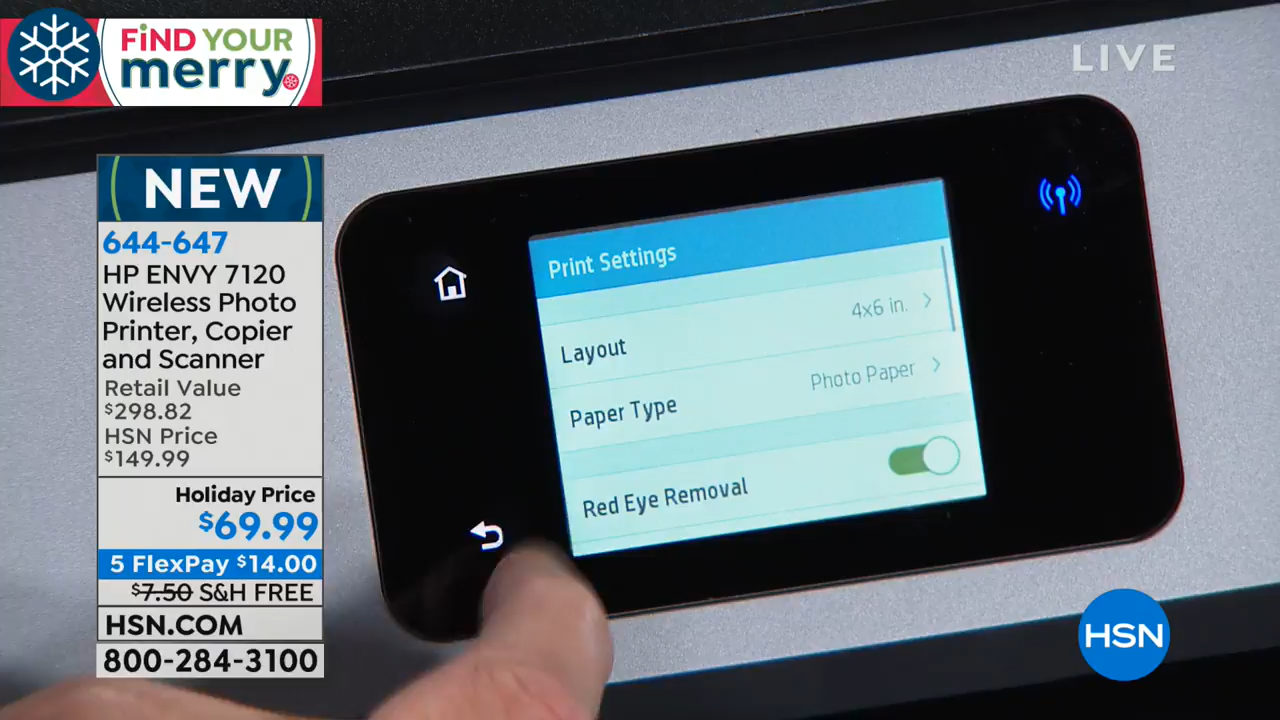 FiND YOUR
merry
LIVE
NEW
644-647
HP ENVY 7120
Wireless Photo
Printer, Copier
and Scanner
Retail Value
$298.82
HSN Price
$149.99
Holiday Price
$69.99
5 FlexPay $14.00
$7.50 S&H FREE
HSN.COM
800-284-3100
Print Settings
Layout 4x6 in. >
Paper Type Photo Paper >
Red Eye Removal
HSN